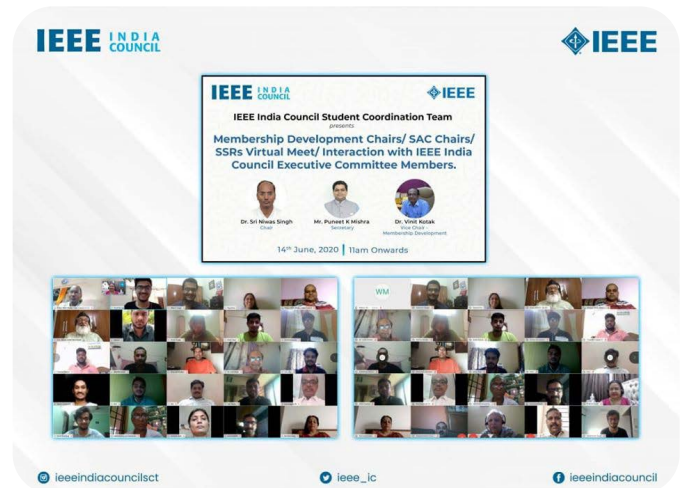 IEEE INDIA COUNCIL
IEEE
IEEE INDIA COUNCIL
IEEE
IEEE India Council Student Coordination Team
presents
Membership Development Chairs/ SAC Chairs/
SSRs Virtual Meet/ Interaction with IEEE India
Council Executive Committee Members.
Dr. Sri Niwas Singh
Chair
Mr. Puneet K Mishra
Secretary
Dr. Vinit Kotak
Vice Chair -
Membership Development
14th June, 2020 | 11am Onwards
WM
ieeeindiacouncilsct
ieee_ic
ieeeindiacouncil